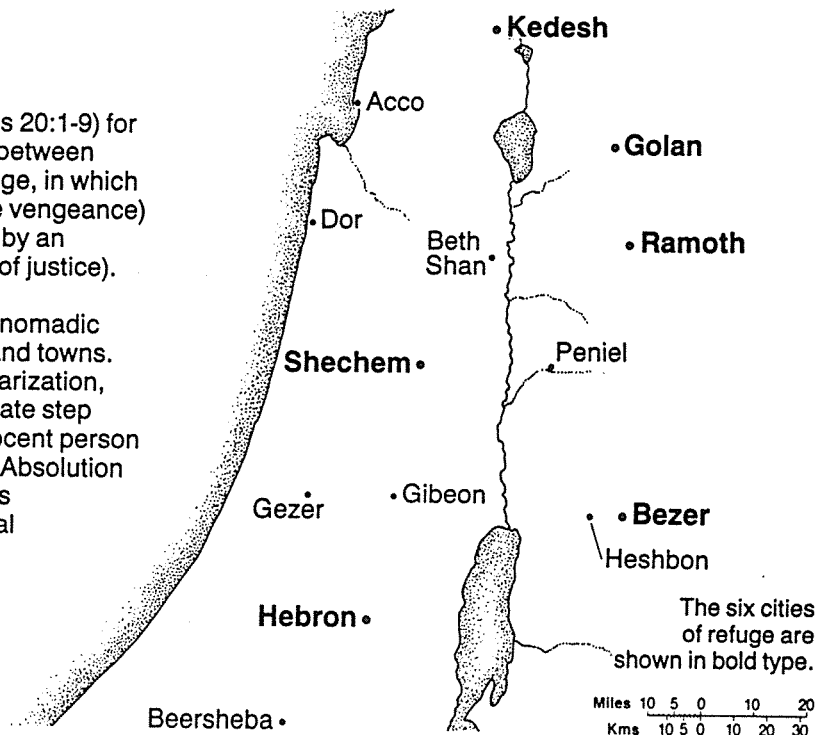 s 20:1-9) for
between
ge, in which
e vengeance)
by an
of justice).
nomadic
and towns.
arization,
ate step
ocent person
Absolution
s
al
Kedesh
Acco
Golan
Dor
Beth
Shan
Ramoth
Shechem
Peniel
Gezer
Gibeon
Bezer
Heshbon
Hebron
The six cities
of refuge are
shown in bold type.
Beersheba
Miles 10 5 0 10 20
Kms 10 5 0 10 20 30